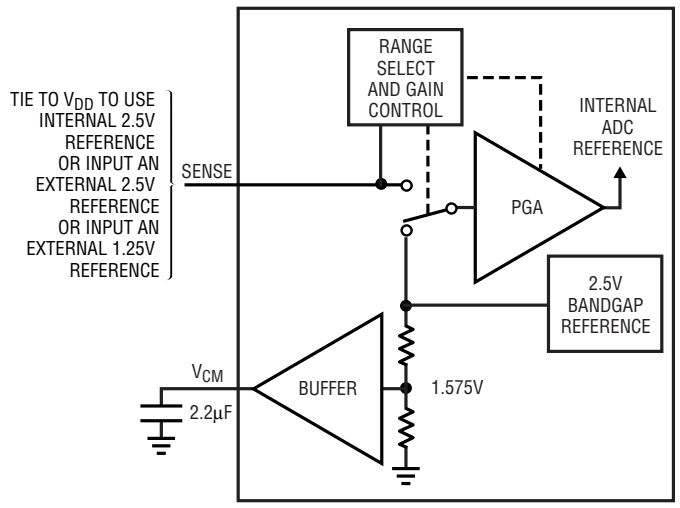 RANGE
SELECT
AND GAIN
CONTROL
TIE TO VDD TO USE
INTERNAL 2.5V
REFERENCE
OR INPUT AN
EXTERNAL 2.5V
REFERENCE
OR INPUT AN
EXTERNAL 1.25V
REFERENCE
SENSE
INTERNAL
ADC
REFERENCE
PGA
2.5V
BANDGAP
REFERENCE
VCM
BUFFER
1.575V
2.2μF